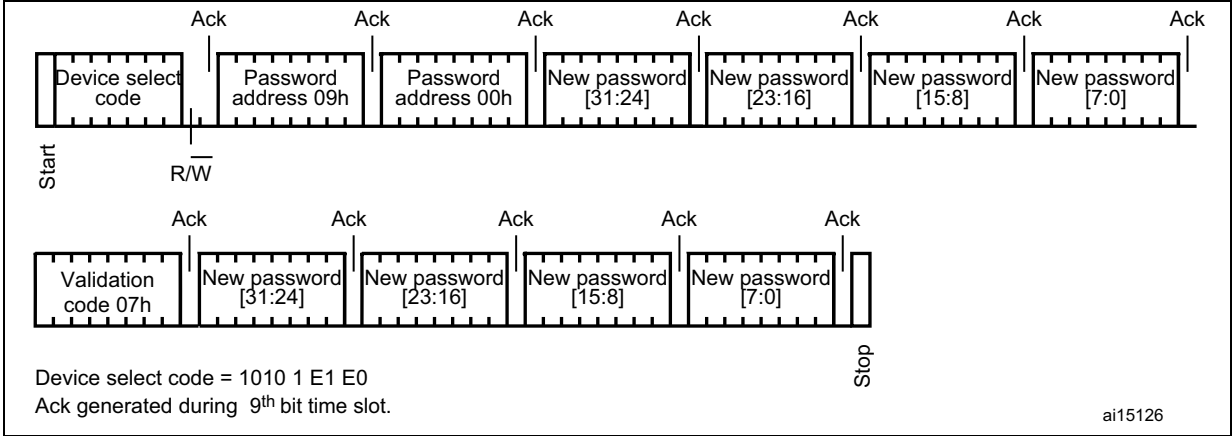 Ack Ack Ack Ack Ack Ack Ack
Device select
code
Password
address 09h
Password
address 00h
New password
[31:24]
New password
[23:16]
New password
[15:8]
New password
[7:0]
Start
R/W̅
Ack Ack Ack Ack Ack
Validation
code 07h
New password
[31:24]
New password
[23:16]
New password
[15:8]
New password
[7:0]
Stop
Device select code = 1010 1 E1 E0
Ack generated during 9th bit time slot.
ai15126